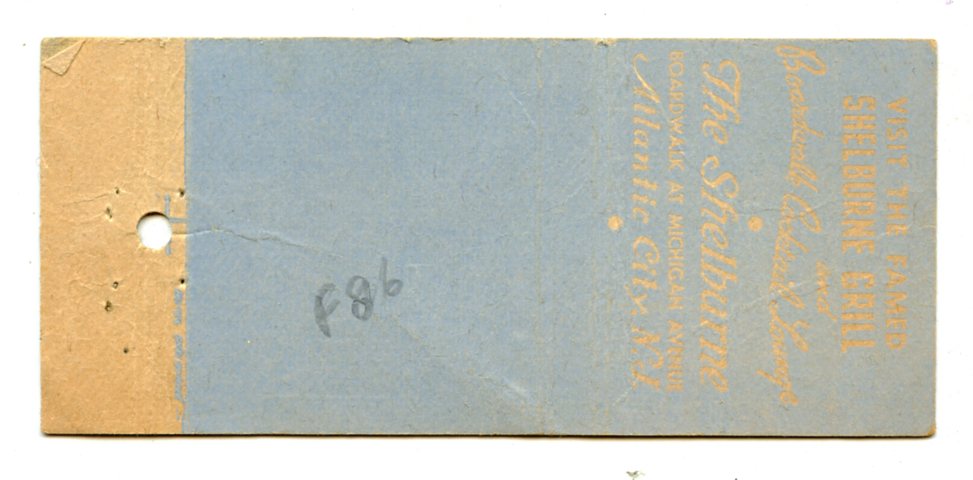 VISIT THE FAMED
SHELBURNE GRILL
and
Boardwalk Cocktail Lounge
The Shelburne
BOARDWALK AT MICHIGAN AVENUE
Atlantic City, N.J.
F86